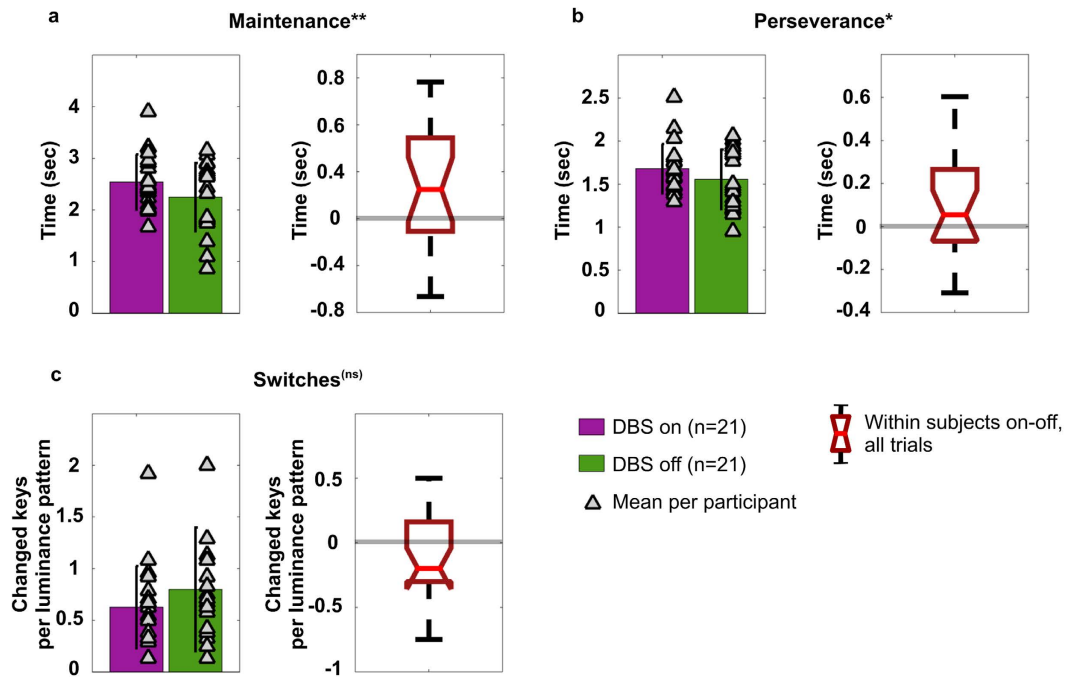 a
Maintenance**
Time (sec)
4
3
2
1
0
Time (sec)
0.8
0.4
0
-0.4
-0.8
b
Perseverance*
Time (sec)
2.5
2
1.5
1
0.5
0
Time (sec)
0.6
0.4
0.2
0
-0.2
-0.4
c
Switches(ns)
Changed keys
per luminance pattern
2
1.5
1
0.5
0
Changed keys
per luminance pattern
0.5
0
-0.5
-1
DBS on (n=21)
DBS off (n=21)
Mean per participant
Within subjects on-off,
all trials